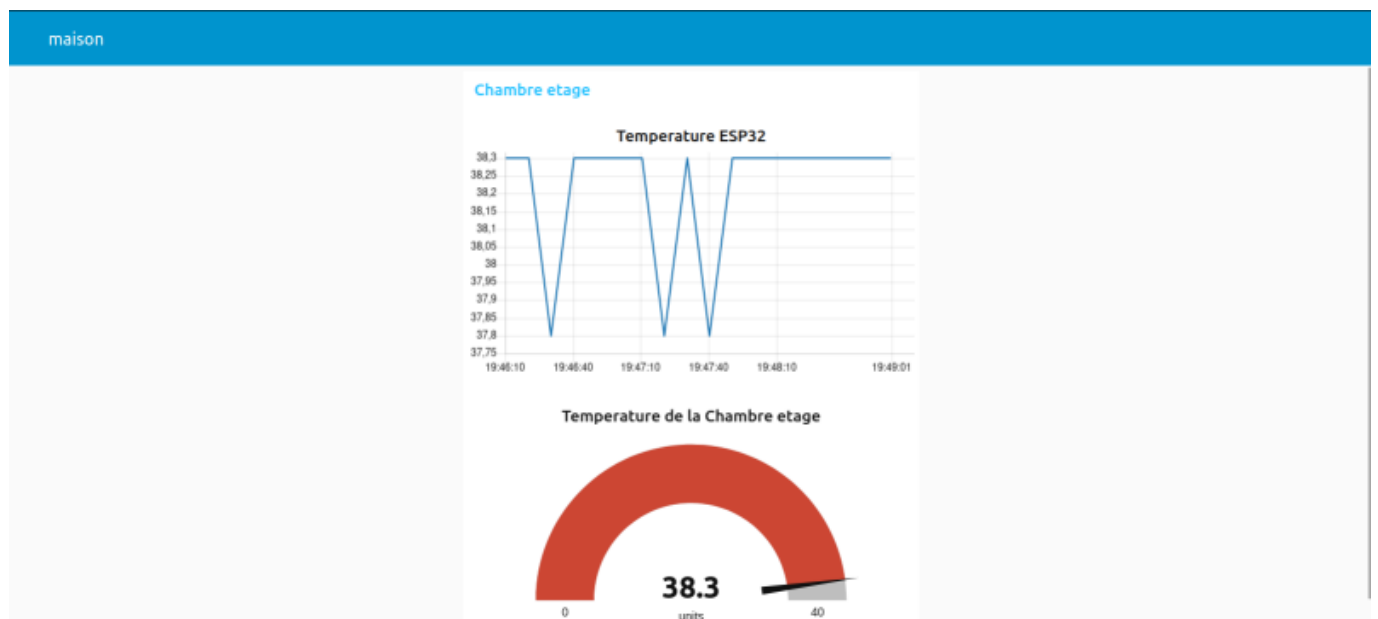 maison
Chambre etage
Temperature ESP32
38,3
38,25
38,2
38,15
38,1
38,05
38
37,95
37,9
37,85
37,8
37,75
19:46:10 19:46:40 19:47:10 19:47:40 19:48:10 19:49:01
Temperature de la Chambre etage
38.3
0 units 40